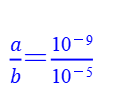 a/b = 10⁻⁹/10⁻⁵